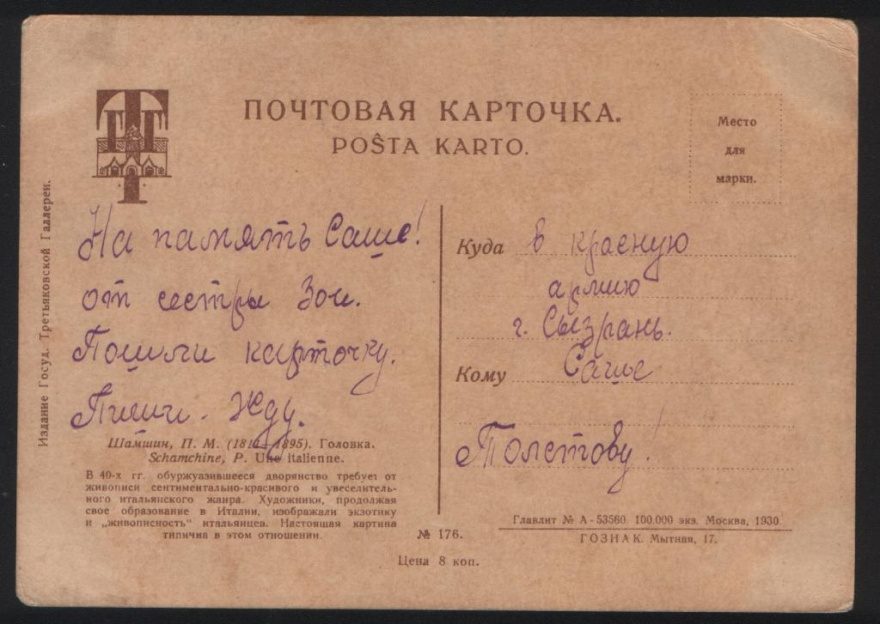 ПОЧТОВАЯ КАРТОЧКА.
POŜTA KARTO.
Место
для
марки.
Издание Госуд. Третьяковской Галлереи.
На память Саше!
от сестры Зои.
Пошли карточку.
Пиши. Жду.
Куда в красную
армию
г. Сызрань.
Кому Саше
Толстову!
Шамшин, П. М. (1811—1895). Головка.
Schamchine, P. Une italienne.
В 40-х гг. обуржуазившееся дворянство требует от
живописи сентиментально-красивого и увеселитель-
ного итальянского жанра. Художники, продолжая
свое образование в Италии, изображали экзотику
и „живописность" итальянцев. Настоящая картина
типична в этом отношении.
№ 176.
Цена 8 коп.
Главлит № А - 53560 100.000 экз. Москва, 1930
ГОЗНАК. Мытная, 17.